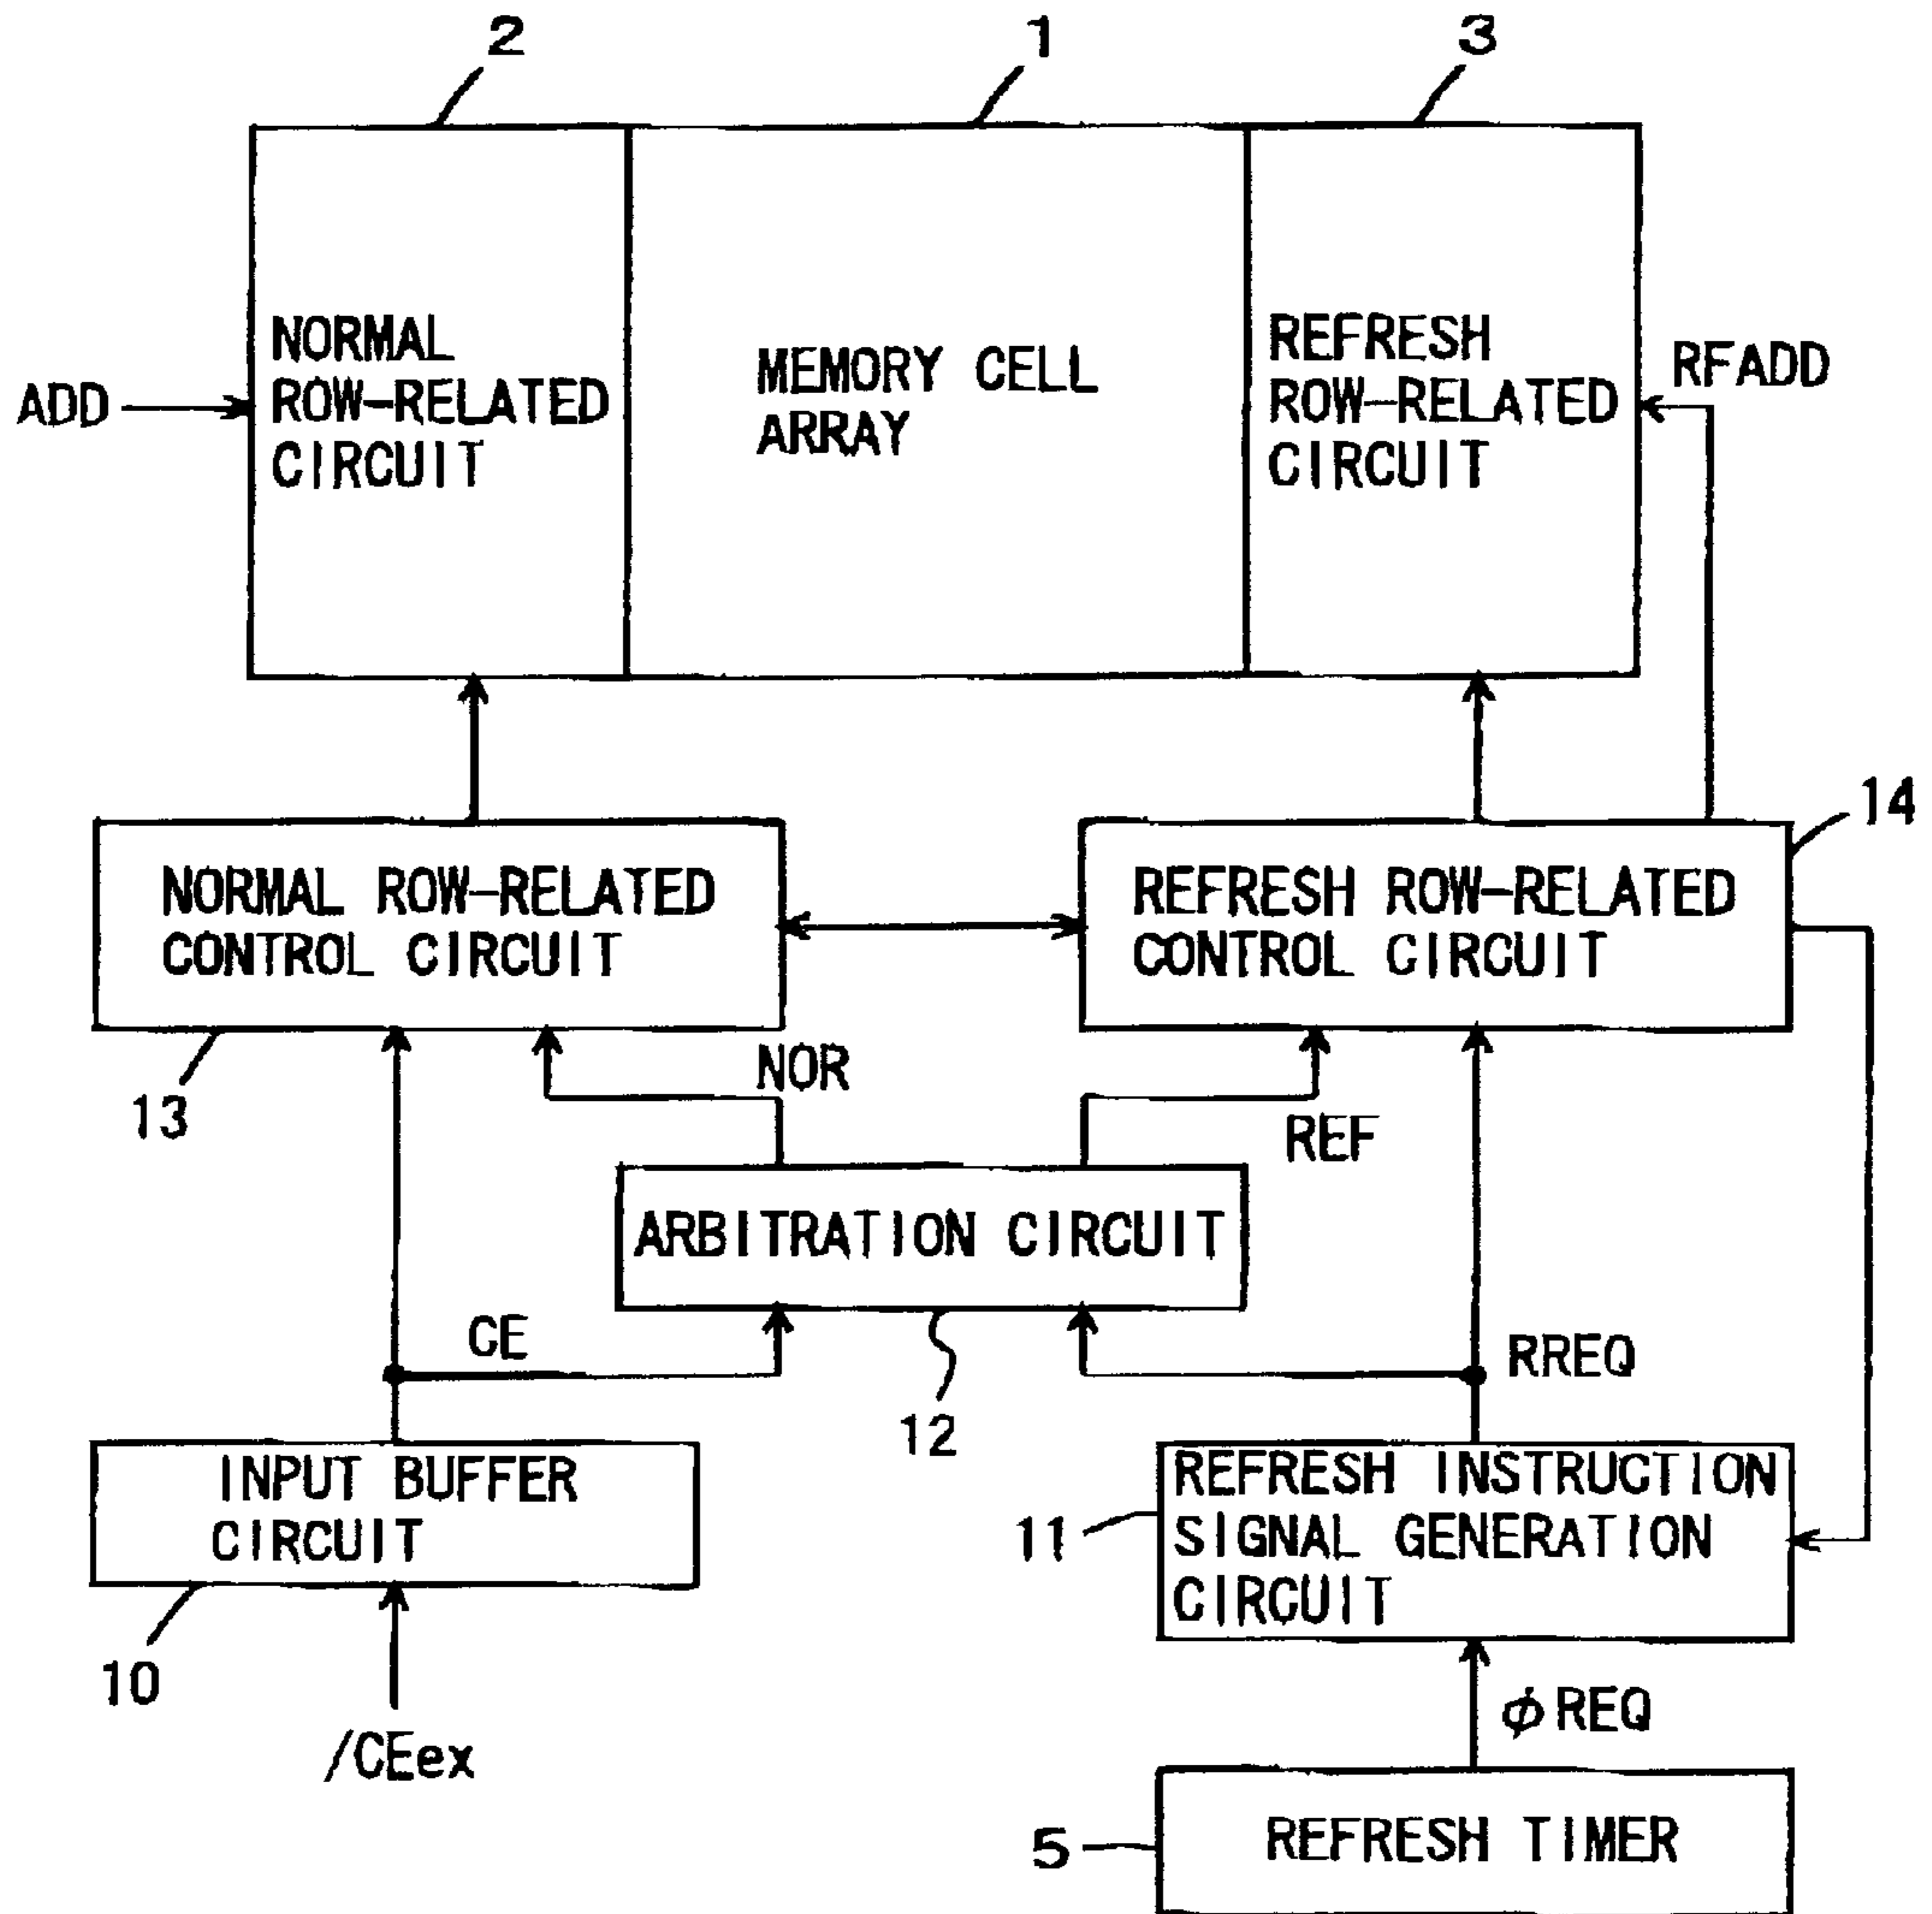 2
1
3
NORMAL
ROW-RELATED
CIRCUIT
MEMORY CELL
ARRAY
REFRESH
ROW-RELATED
CIRCUIT
ADD
RFADD
14
NORMAL ROW-RELATED
CONTROL CIRCUIT
REFRESH ROW-RELATED
CONTROL CIRCUIT
13
NOR
REF
ARBITRATION CIRCUIT
CE
RREQ
12
INPUT BUFFER
CIRCUIT
11
REFRESH INSTRUCTION
SIGNAL GENERATION
CIRCUIT
10
/CEex
φREQ
5
REFRESH TIMER